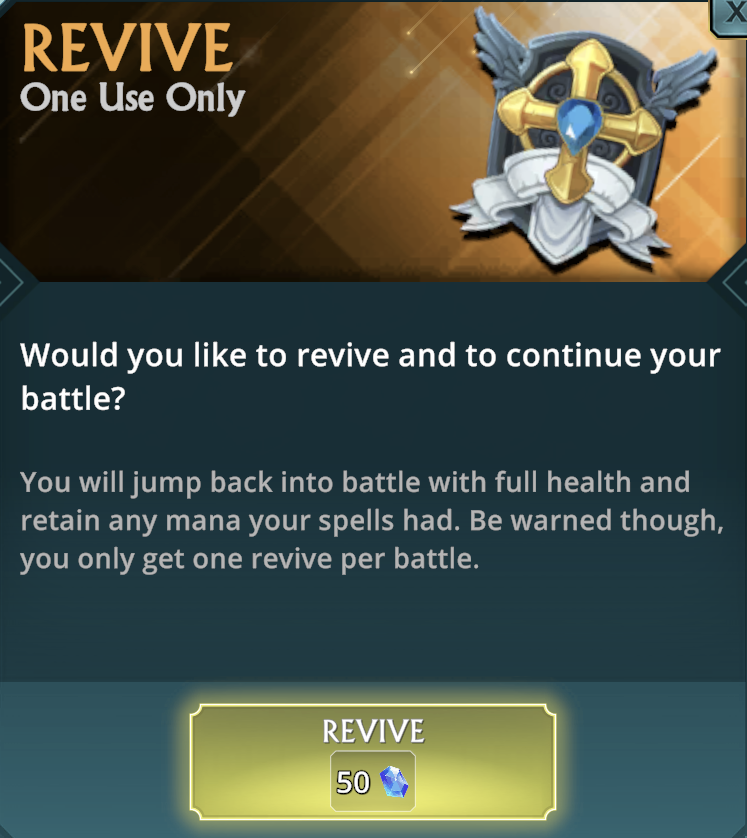 REVIVE
One Use Only
X
Would you like to revive and to continue your
battle?
You will jump back into battle with full health and
retain any mana your spells had. Be warned though,
you only get one revive per battle.
REVIVE
50